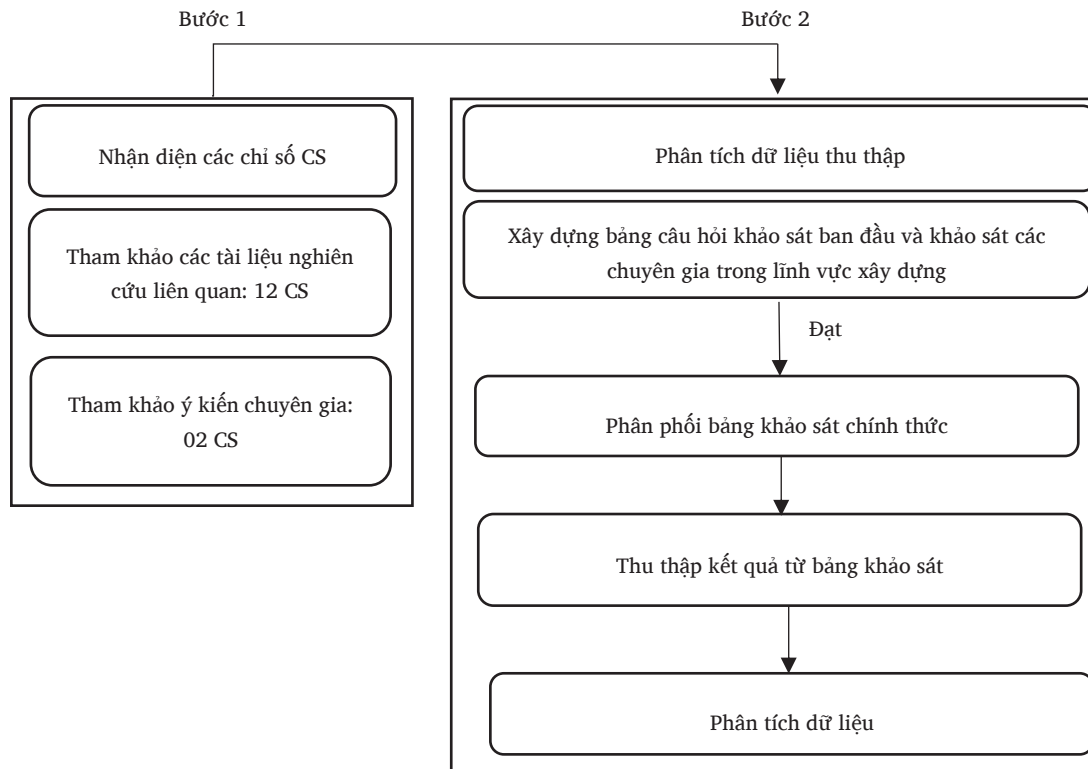 Bước 1
Nhận diện các chỉ số CS
Tham khảo các tài liệu nghiên
cứu liên quan: 12 CS
Tham khảo ý kiến chuyên gia:
02 CS
Bước 2
Phân tích dữ liệu thu thập
Xây dựng bảng câu hỏi khảo sát ban đầu và khảo sát các
chuyên gia trong lĩnh vực xây dựng
Đạt
Phân phối bảng khảo sát chính thức
Thu thập kết quả từ bảng khảo sát
Phân tích dữ liệu